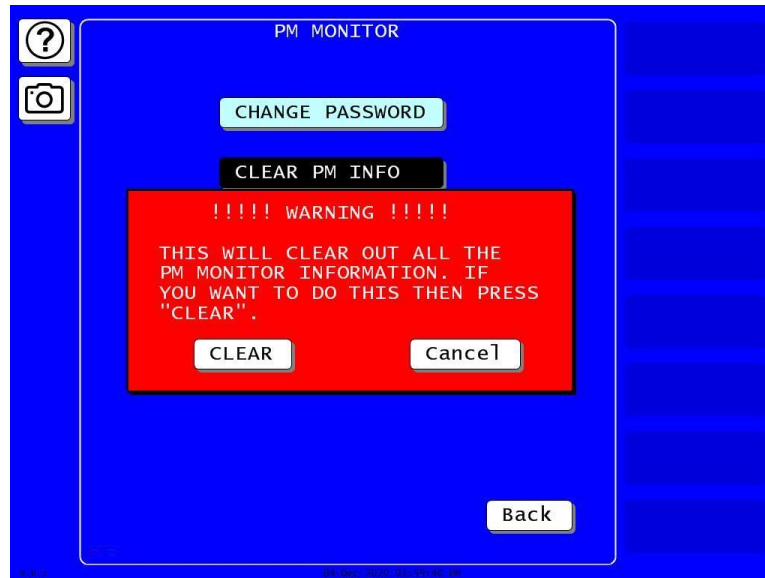 PM MONITOR
?
CHANGE PASSWORD
CLEAR PM INFO
!!!!! WARNING !!!!!
THIS WILL CLEAR OUT ALL THE
PM MONITOR INFORMATION. IF
YOU WANT TO DO THIS THEN PRESS
"CLEAR".
CLEAR Cancel
Back